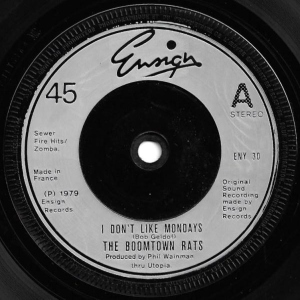 Ensign
45
A
STEREO
Sewer
Fire Hits/
Zomba.
ENY 30
Made in
France
(P) 1979
Ensign
Records.
Original
Sound
Recording
made by
Ensign
Records.
I DON'T LIKE MONDAYS
(Bob Geldof)
THE BOOMTOWN RATS
Produced by Phil Wainman
thru Utopia.